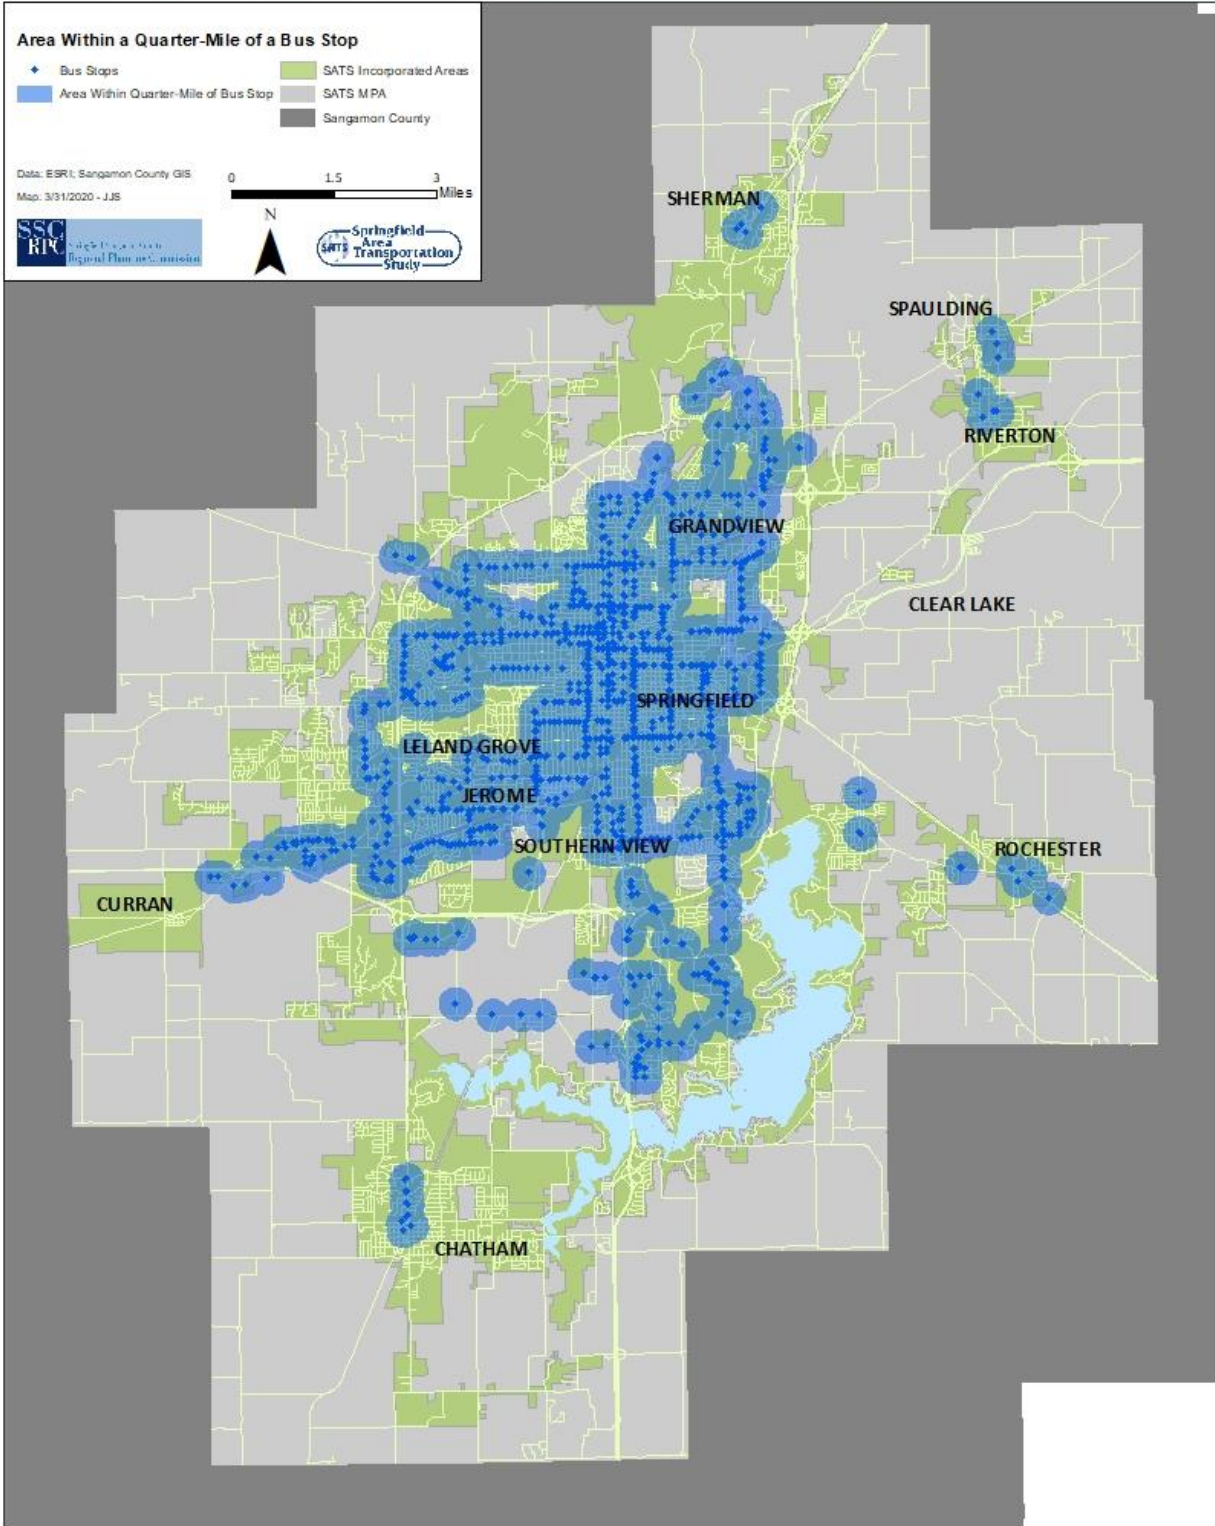 Area Within a Quarter-Mile of a Bus Stop
Bus Stops
SATS Incorporated Areas
Area Within Quarter-Mile of Bus Stop
SATS MPA
Sangamon County
Data: ESRI; Sangamon County GIS
Map: 3/31/2020 - JJS
0
1.5
3
Miles
N
SSC
RPC
Regional Planning Commission
SATS
Springfield
Area
Transportation
Study
SHERMAN
SPAULDING
RIVERTON
GRANDVIEW
CLEAR LAKE
SPRINGFIELD
LELAND GROVE
JEROME
SOUTHERN VIEW
ROCHESTER
CURRAN
CHATHAM